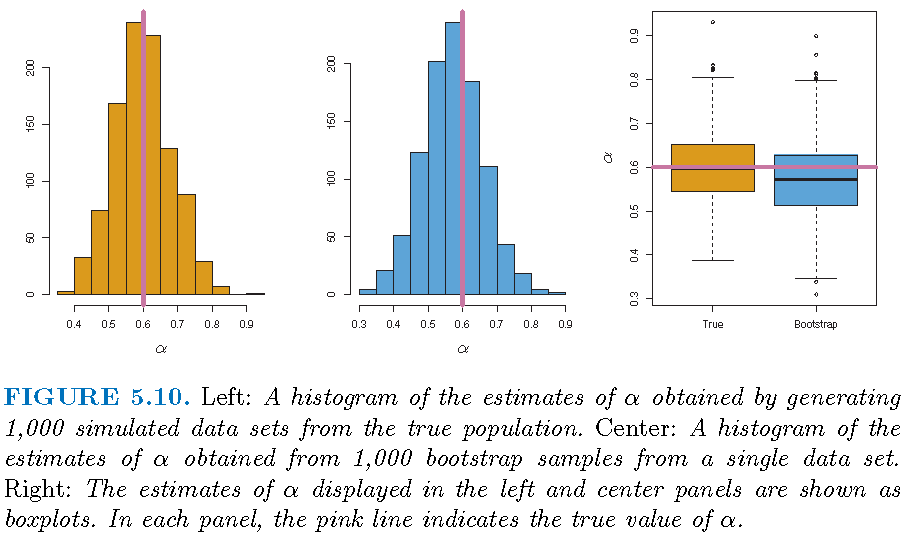 0
50
100
150
200
0.4 0.5 0.6 0.7 0.8 0.9
α
0
50
100
150
200
0.3 0.4 0.5 0.6 0.7 0.8 0.9
α
0.3
0.4
0.5
0.6
0.7
0.8
0.9
α
True Bootstrap
FIGURE 5.10. Left: A histogram of the estimates of α obtained by generating
1,000 simulated data sets from the true population. Center: A histogram of the
estimates of α obtained from 1,000 bootstrap samples from a single data set.
Right: The estimates of α displayed in the left and center panels are shown as
boxplots. In each panel, the pink line indicates the true value of α.